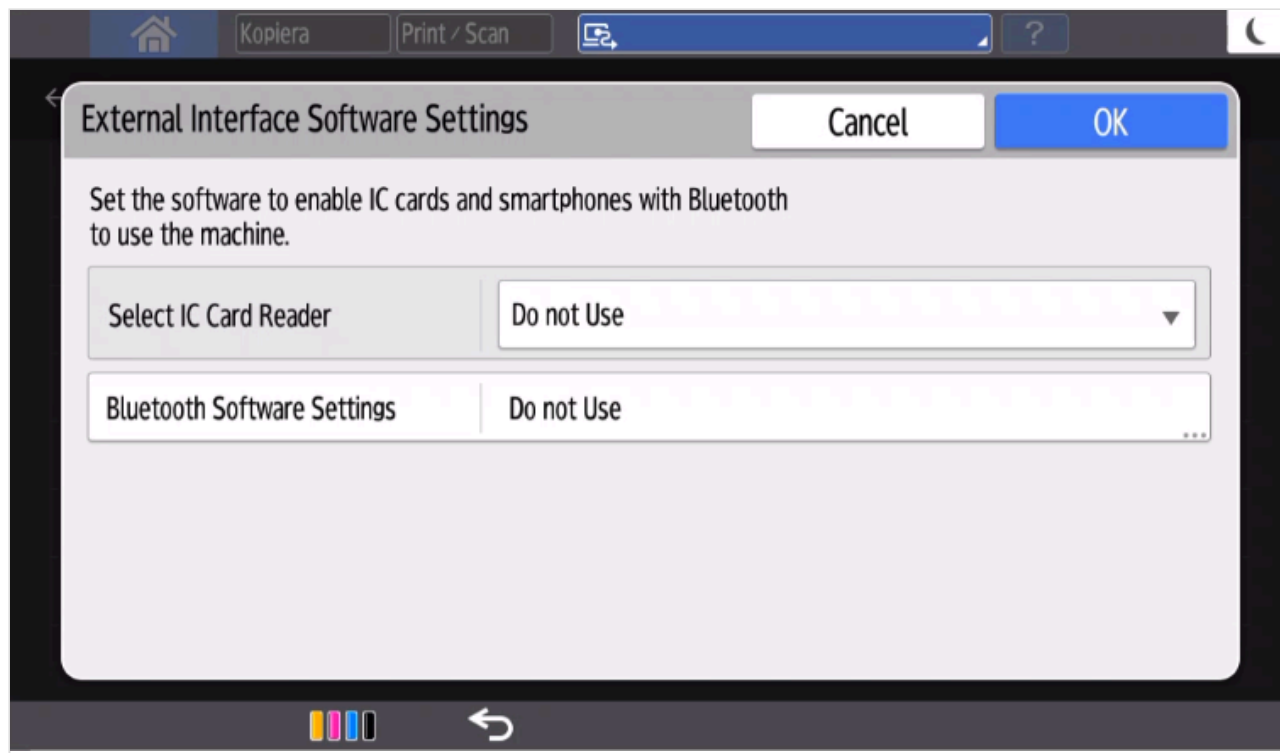 Kopiera
Print / Scan
?
External Interface Software Settings
Cancel
OK
Set the software to enable IC cards and smartphones with Bluetooth
to use the machine.
Select IC Card Reader
Do not Use
Bluetooth Software Settings
Do not Use